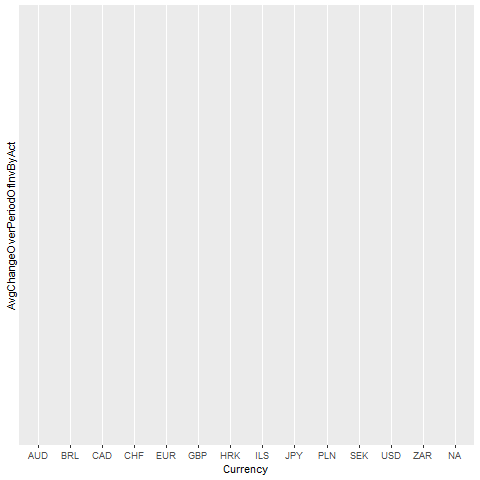 AvgChangeOverPeriodOfInvByAct
AUD BRL CAD CHF EUR GBP HRK ILS JPY PLN SEK USD ZAR NA
Currency